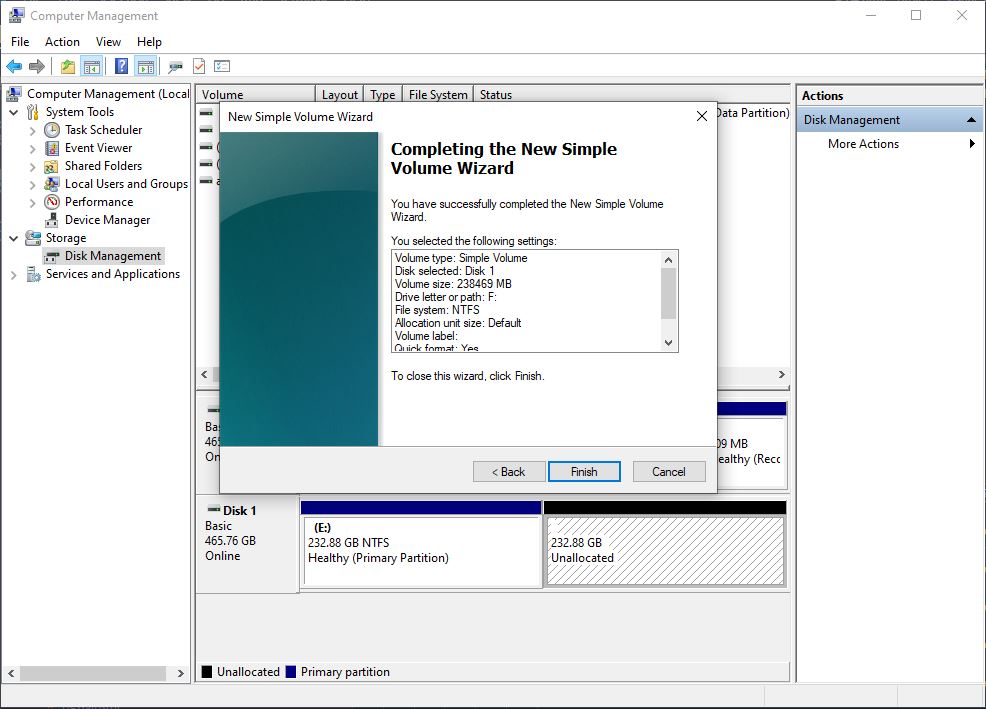 Computer Management
File Action View Help
Computer Management (Local
System Tools
Task Scheduler
Event Viewer
Shared Folders
Local Users and Groups
Performance
Device Manager
Storage
Disk Management
Services and Applications
Volume Layout Type File System Status
Data Partition)
(
(
Actions
Disk Management
More Actions
New Simple Volume Wizard
Completing the New Simple
Volume Wizard
You have successfully completed the New Simple Volume
Wizard.
You selected the following settings:
Volume type: Simple Volume
Disk selected: Disk 1
Volume size: 238469 MB
Drive letter or path: F:
File system: NTFS
Allocation unit size: Default
Volume label:
Quick format: Yes
To close this wizard, click Finish.
< Back Finish Cancel
Bas
465
On
09 MB
ealthy (Recc
Disk 1
Basic
465.76 GB
Online
(E:)
232.88 GB NTFS
Healthy (Primary Partition)
232.88 GB
Unallocated
Unallocated Primary partition